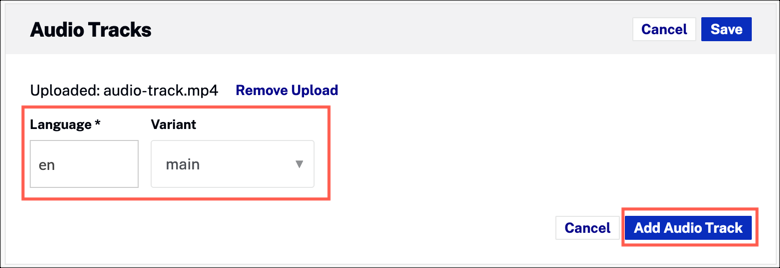 Audio Tracks Cancel Save
Uploaded: audio-track.mp4 Remove Upload
Language * Variant
en main
Cancel Add Audio Track